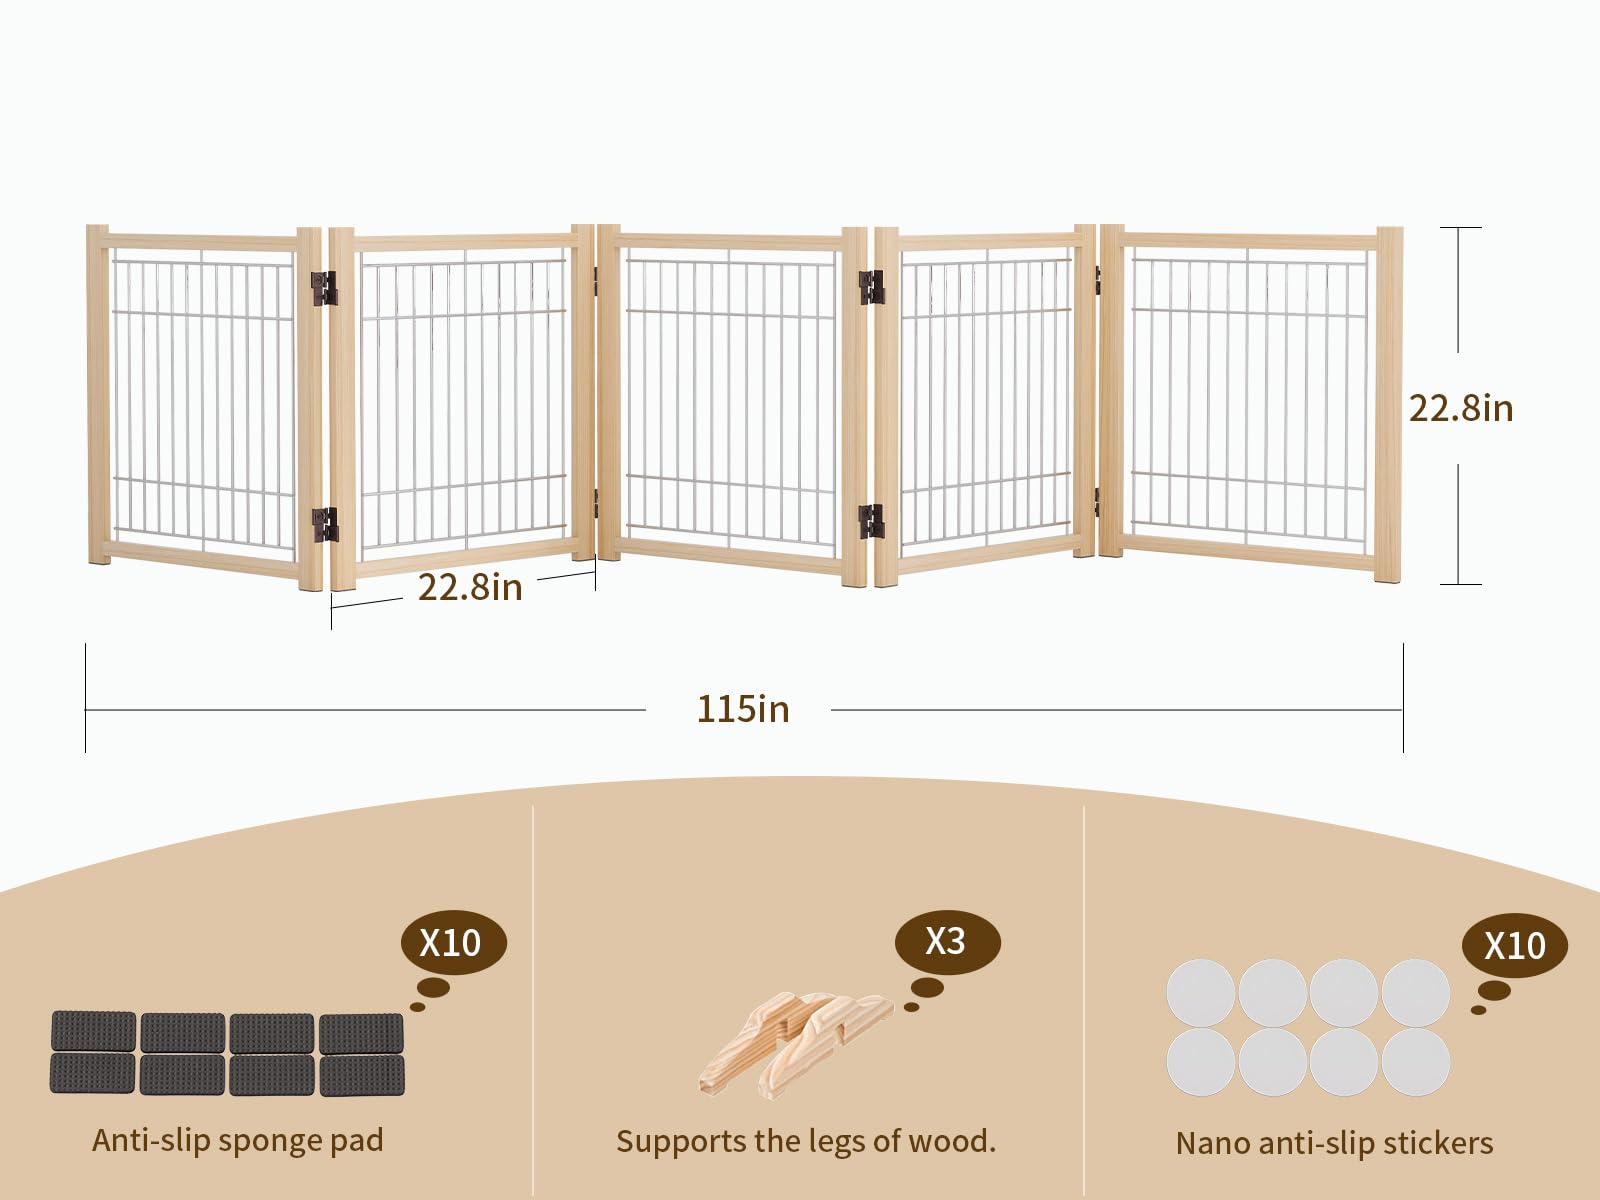 22.8in
22.8in
115in
X10
X3
X10
Anti-slip sponge pad
Supports the legs of wood.
Nano anti-slip stickers